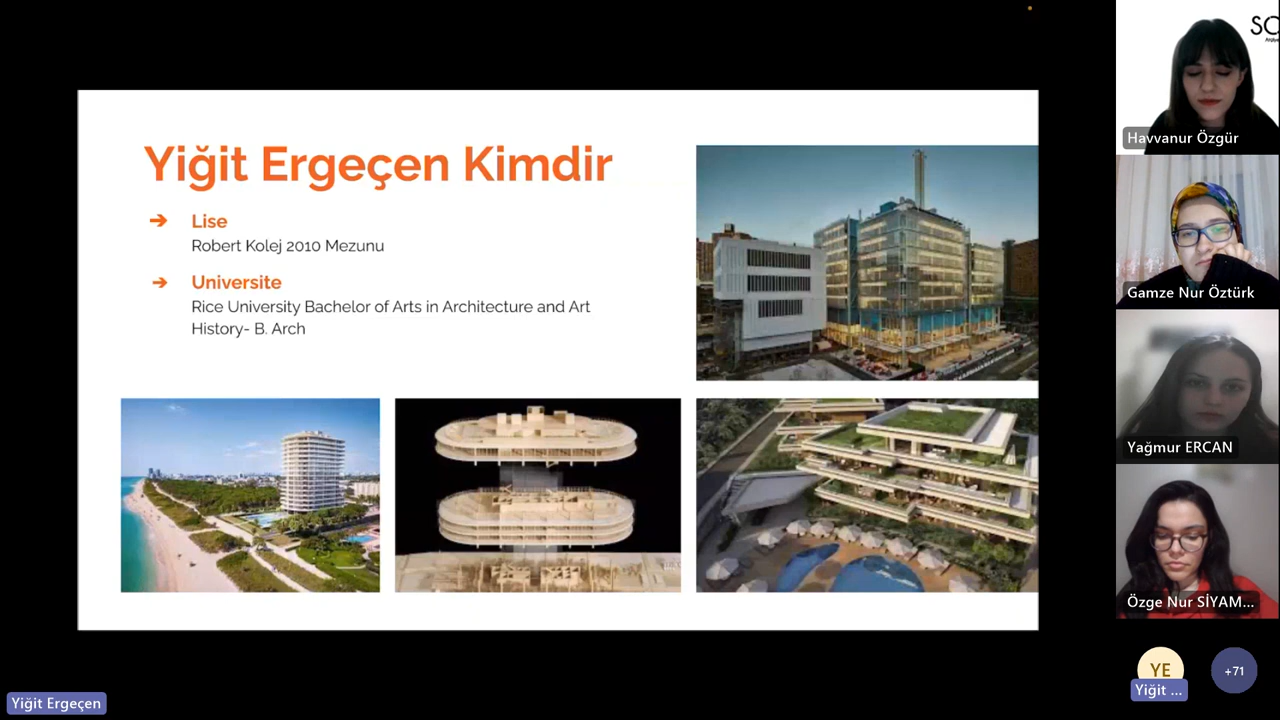 Yiğit Ergeçen Kimdir
➔ Lise
Robert Kolej 2010 Mezunu
➔ Universite
Rice University Bachelor of Arts in Architecture and Art
History- B. Arch
Havvanur Özgür
Gamze Nur Öztürk
Yağmur ERCAN
Özge Nur SİYAM...
YE
Yiğit ...
+71
Yiğit Ergeçen